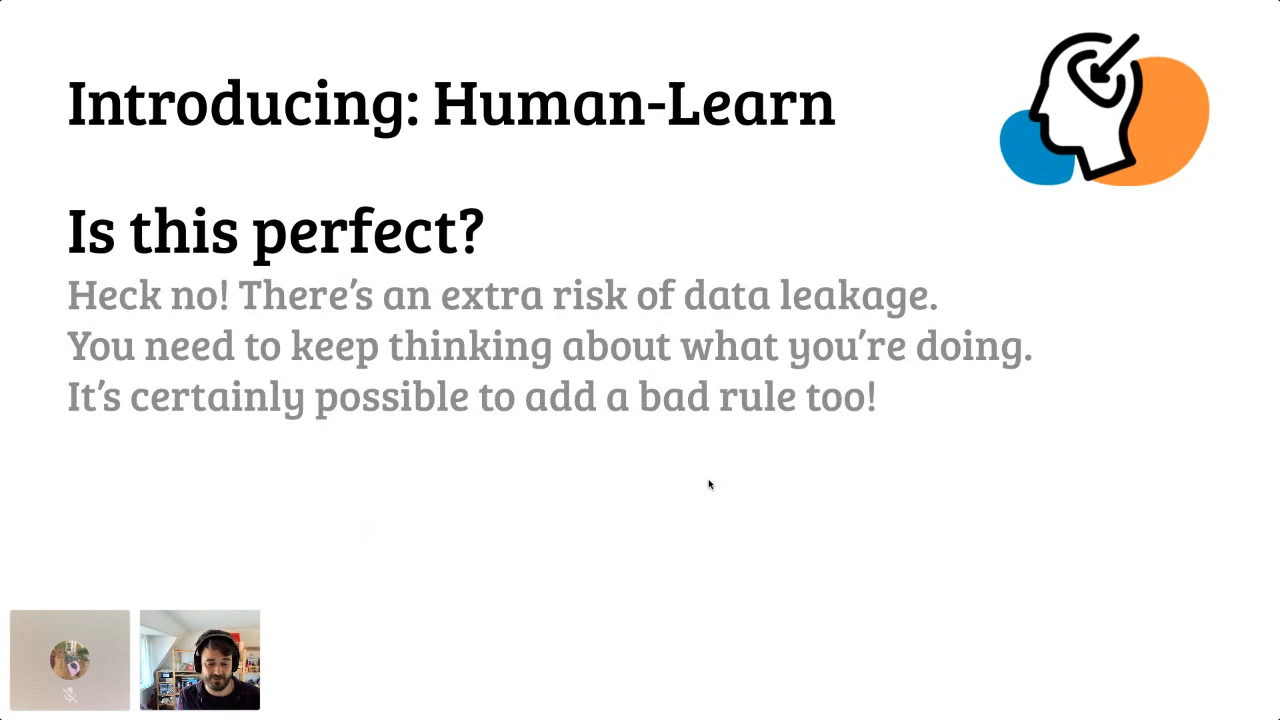 Introducing: Human-Learn
Is this perfect?
Heck no! There's an extra risk of data leakage.
You need to keep thinking about what you're doing.
It's certainly possible to add a bad rule too!